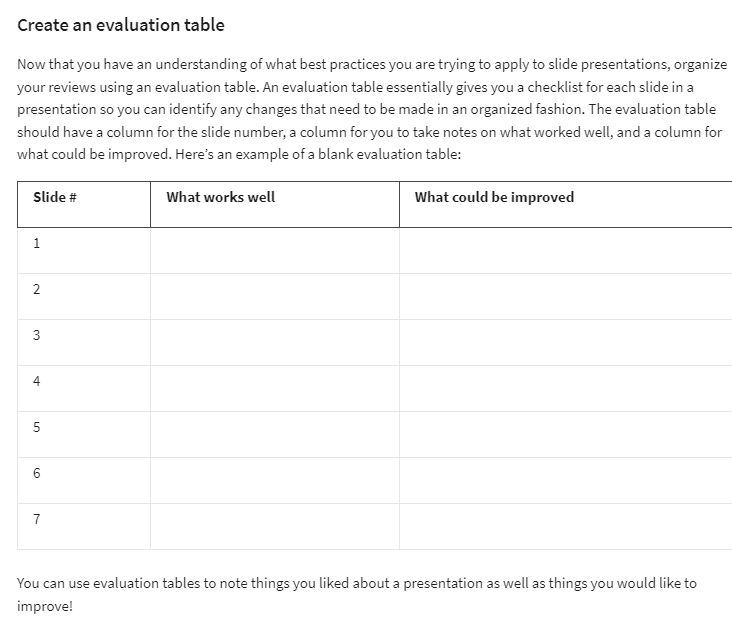 Create an evaluation table
Now that you have an understanding of what best practices you are trying to apply to slide presentations, organize
your reviews using an evaluation table. An evaluation table essentially gives you a checklist for each slide in a
presentation so you can identify any changes that need to be made in an organized fashion. The evaluation table
should have a column for the slide number, a column for you to take notes on what worked well, and a column for
what could be improved. Here’s an example of a blank evaluation table:
Slide # What works well What could be improved
1
2
3
4
5
6
7
You can use evaluation tables to note things you liked about a presentation as well as things you would like to
improve!